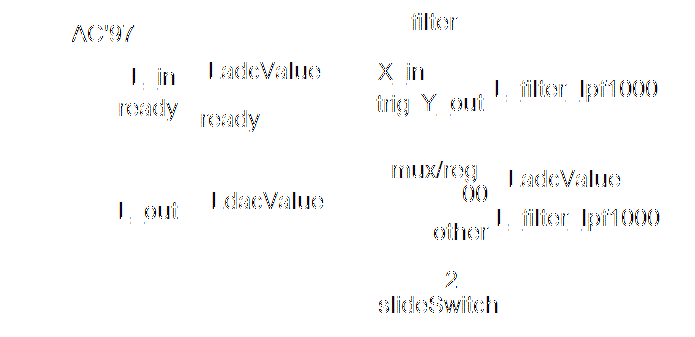 filter
AC'97
L_in LadcValue X_in
L_filter_lpf1000
ready trig Y_out
ready
mux/reg LadcValue
00
L_out LdacValue L_filter_lpf1000
other
2
slideSwitch